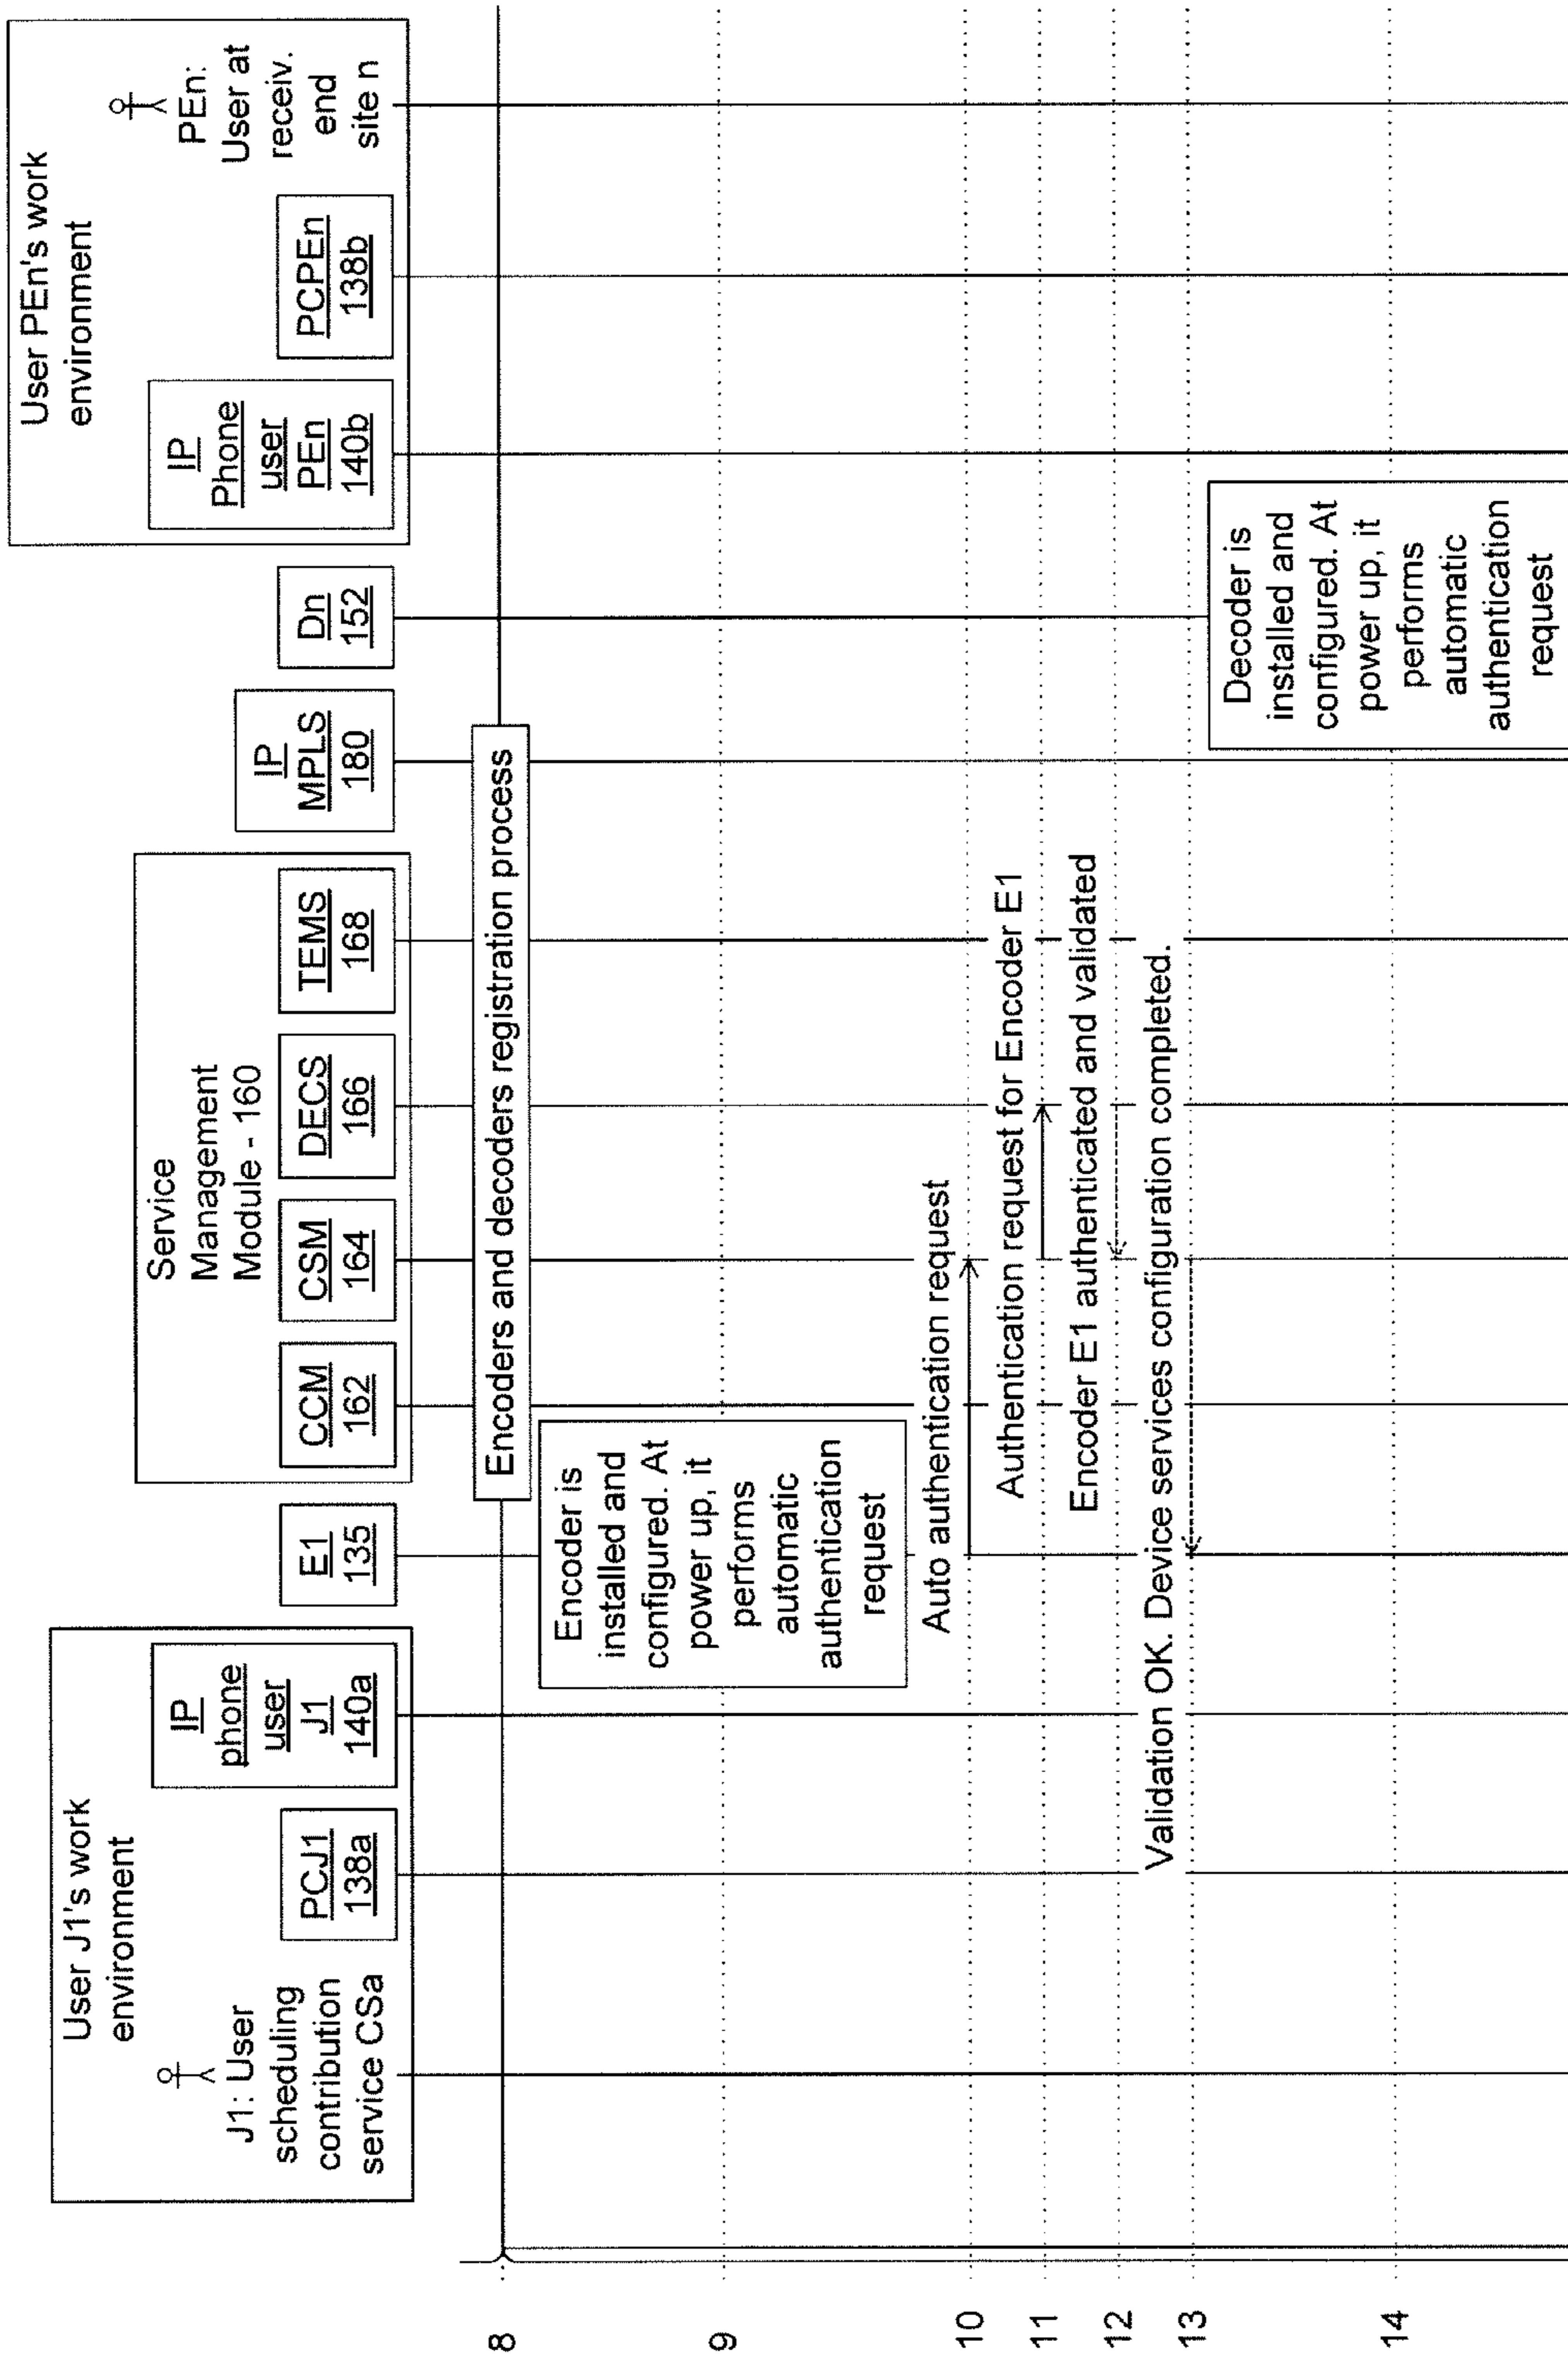 User J1's work
environment
J1: User
scheduling
contribution
service CSa
PCJ1
138a
IP
phone
user
J1
140a
E1
135
Service
Management
Module - 160
CCM
162
CSM
164
DECS
166
TEMS
168
IP
MPLS
180
Dn
152
User PEn's work
environment
IP
Phone
user
PEn
140b
PCPEn
138b
PEn:
User at
receiv.
end
site n
8
Encoders and decoders registration process
9
Encoder is
installed and
configured. At
power up, it
performs
automatic
authentication
request
10
Auto authentication request
11
Authentication request for Encoder E1
12
Encoder E1 authenticated and validated
13
Validation OK. Device services configuration completed.
14
Decoder is
installed and
configured. At
power up, it
performs
automatic
authentication
request